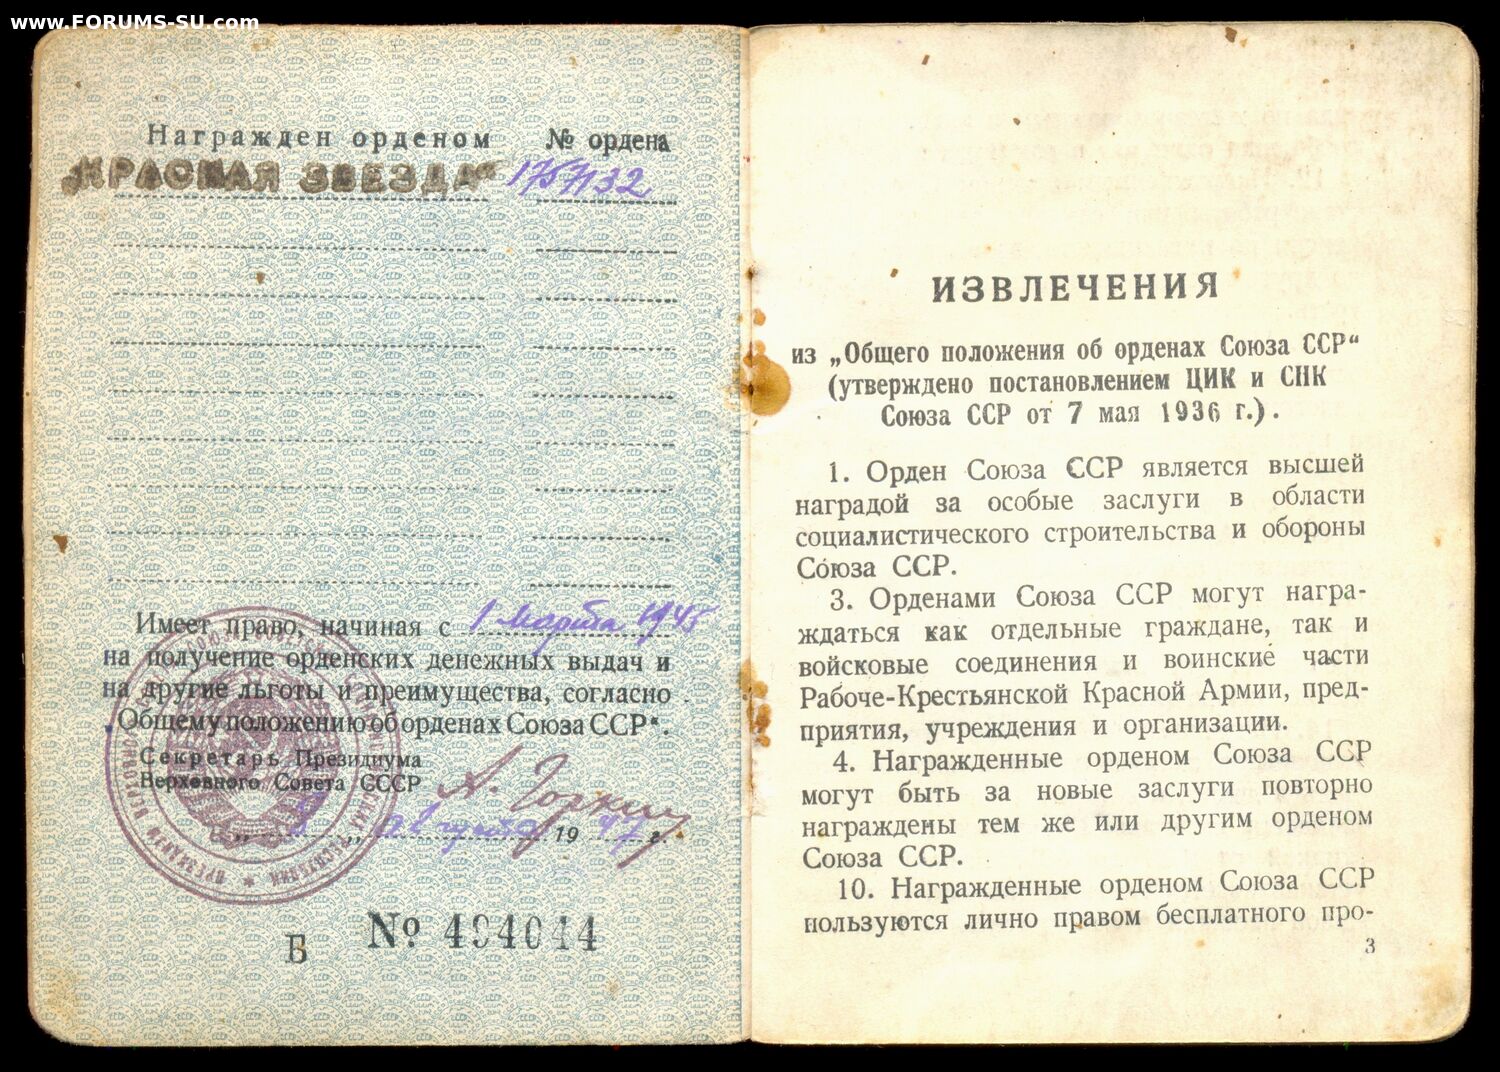 www.FORUMS-SU.com
Награжден орденом № ордена
„КРАСНАЯ ЗВЕЗДА“ 1757132
Имеет право, начиная с 1 марта 1945
на получение орденских денежных выдач и
на другие льготы и преимущества, согласно
„Общему положению об орденах Союза ССР“.
Секретарь Президиума
Верховного Совета СССР А. Горкин
августа 1947 г.
Б № 494044
ИЗВЛЕЧЕНИЯ
из „Общего положения об орденах Союза ССР“
(утверждено постановлением ЦИК и СНК
Союза ССР от 7 мая 1936 г.).
1. Орден Союза ССР является высшей
наградой за особые заслуги в области
социалистического строительства и обороны
Союза ССР.
3. Орденами Союза ССР могут награ-
ждаться как отдельные граждане, так и
войсковые соединения и воинские части
Рабоче-Крестьянской Красной Армии, пред-
приятия, учреждения и организации.
4. Награжденные орденом Союза ССР
могут быть за новые заслуги повторно
награждены тем же или другим орденом
Союза ССР.
10. Награжденные орденом Союза ССР
пользуются лично правом бесплатного про-
3